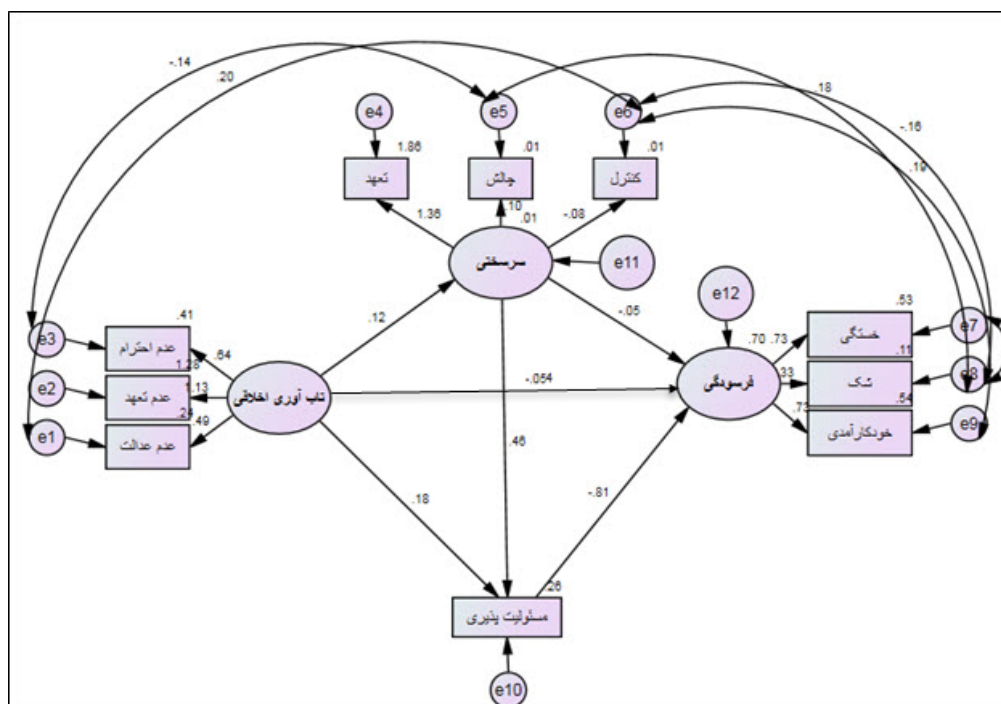 -.14
.20
.18
-.16
.19
e4
e5
e6
1.86
.01
.01
تعهد
چالش
کنترل
1.36
.10
-.08
.01
سرسختی
e11
e12
.12
-.05
.41
e3
عدم احترام
.64
1.28
e2
عدم تعهد
1.13
.24
e1
عدم عدالت
.49
تاب آوری اخلاقی
-.054
.70
.73
فرسودگی
.53
خستگی
e7
.11
.33
شک
e8
.54
.73
خودکارآمدی
e9
.46
.18
-.81
.26
مسئولیت پذیری
e10